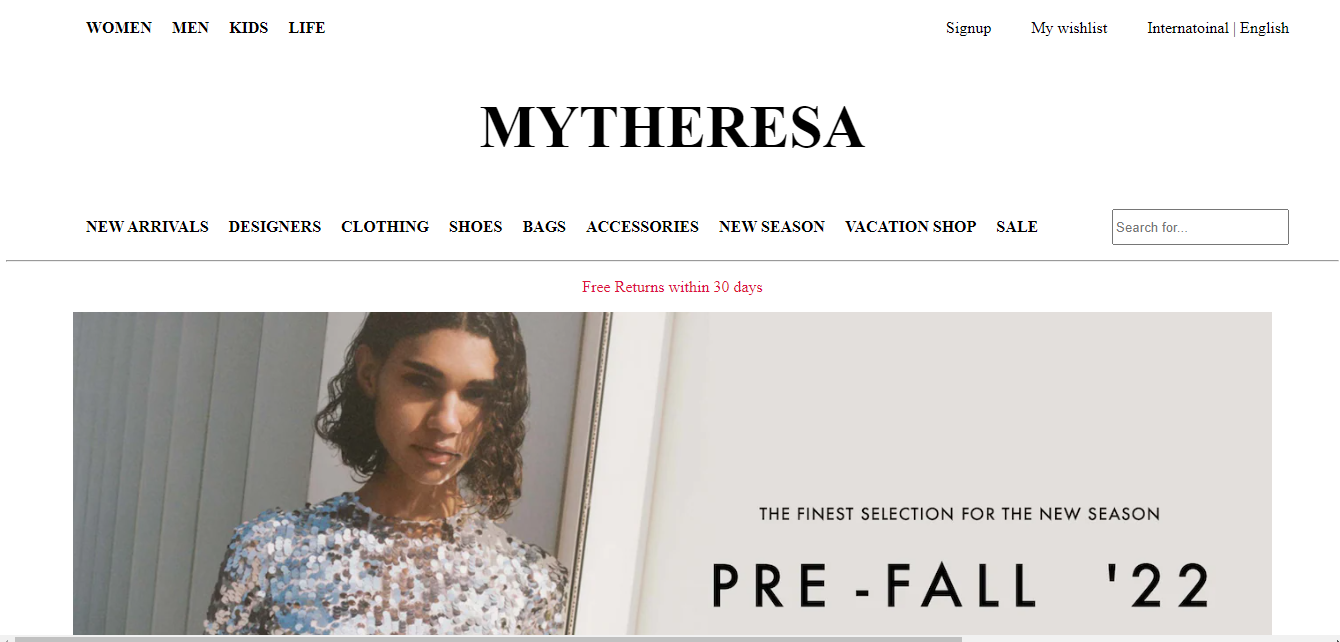 WOMEN MEN KIDS LIFE Signup My wishlist Internatoinal | English
MYTHERESA
NEW ARRIVALS DESIGNERS CLOTHING SHOES BAGS ACCESSORIES NEW SEASON VACATION SHOP SALE Search for...
Free Returns within 30 days
THE FINEST SELECTION FOR THE NEW SEASON
PRE-FALL '22